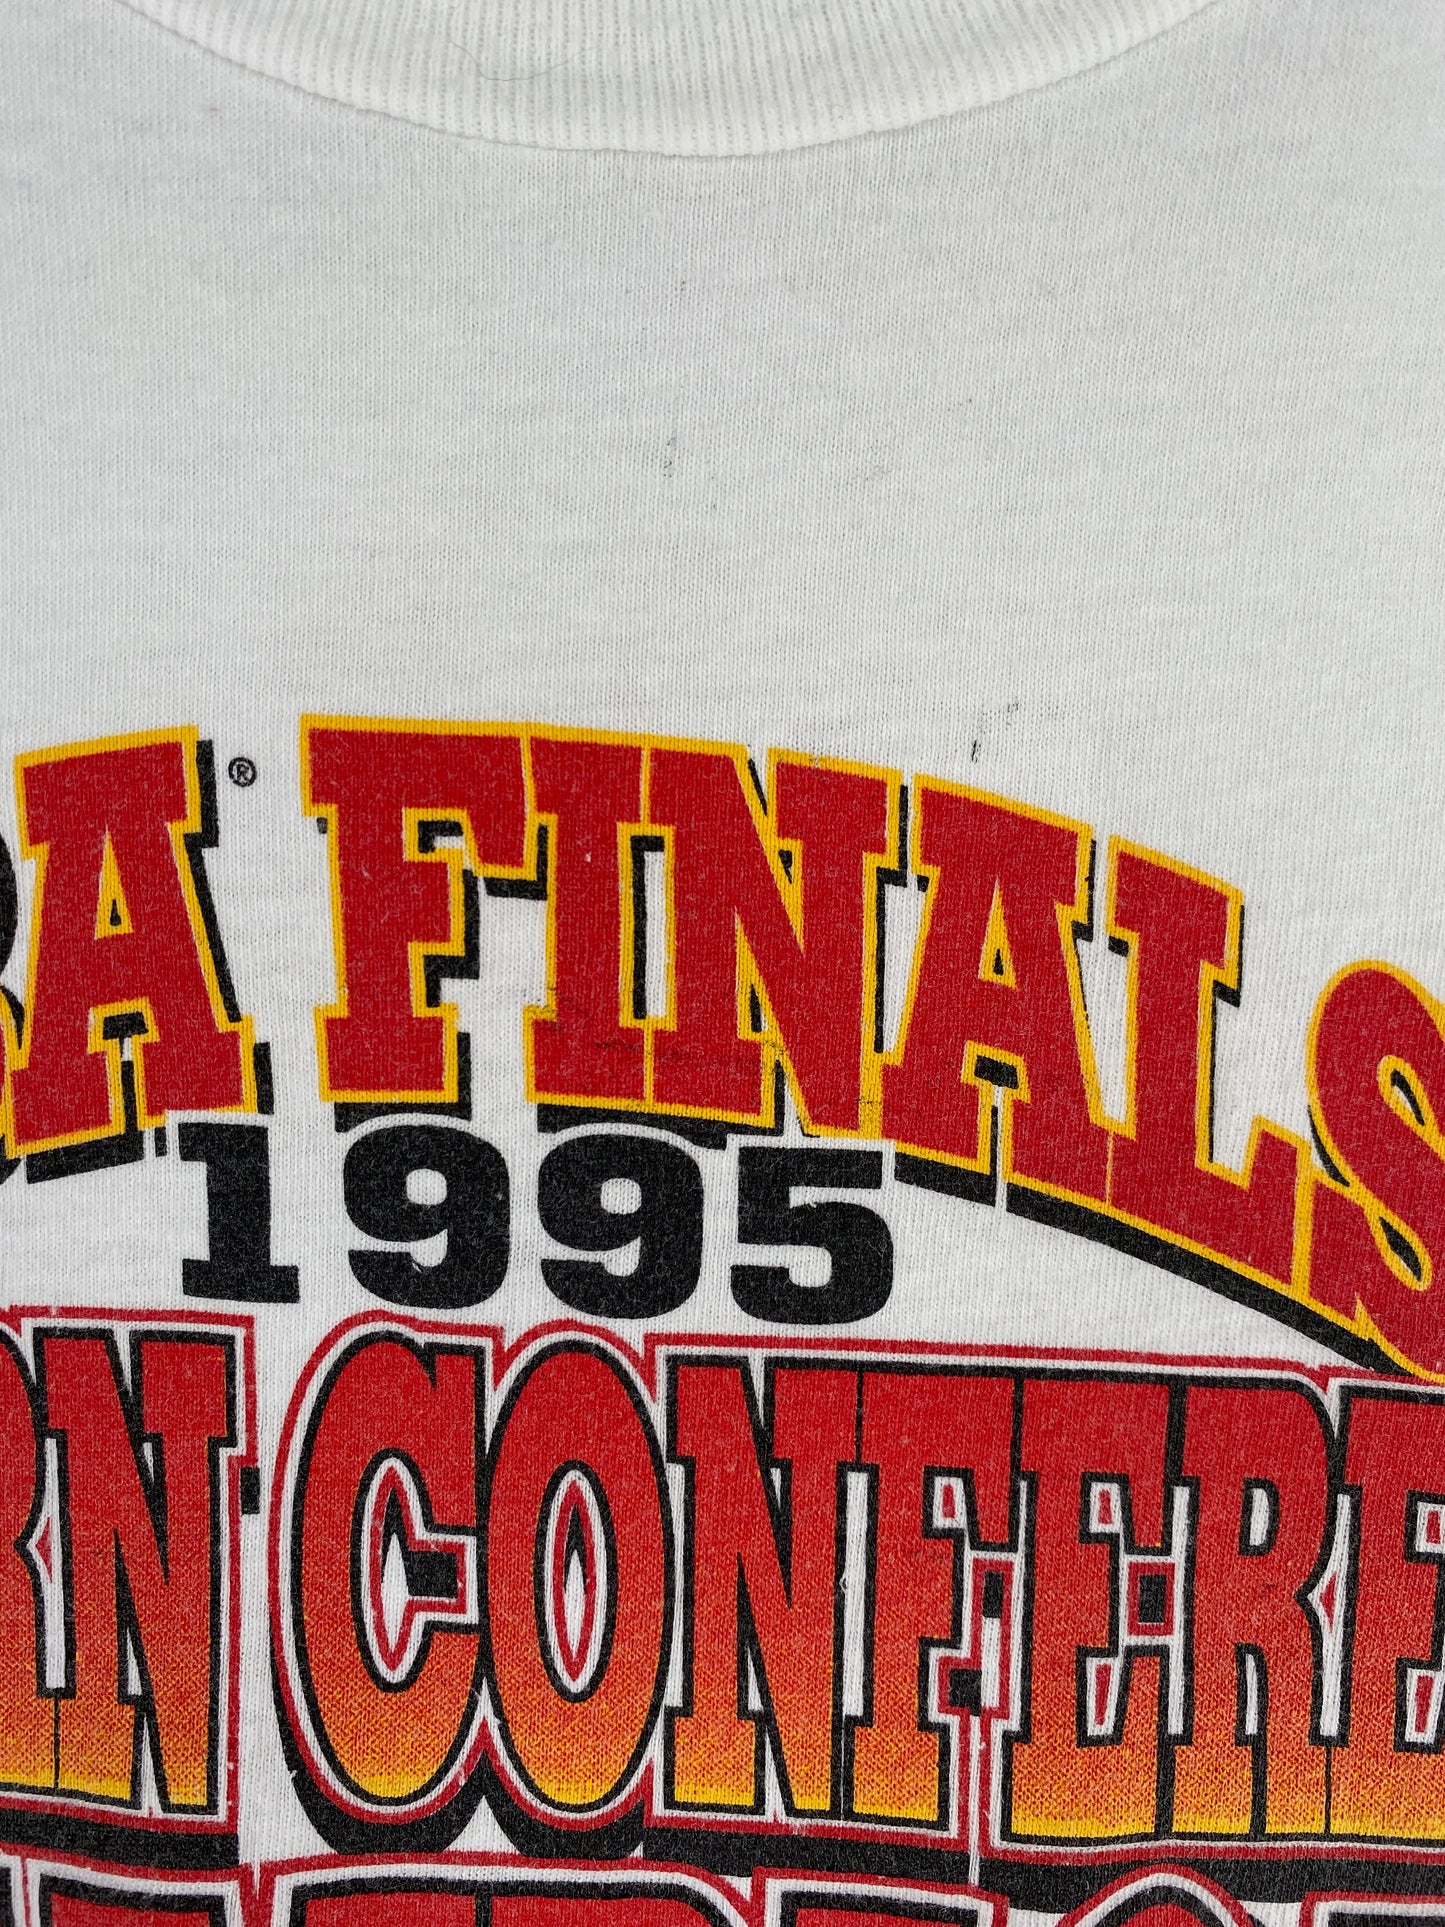 BA® FINALS
1995
RN CONFERE